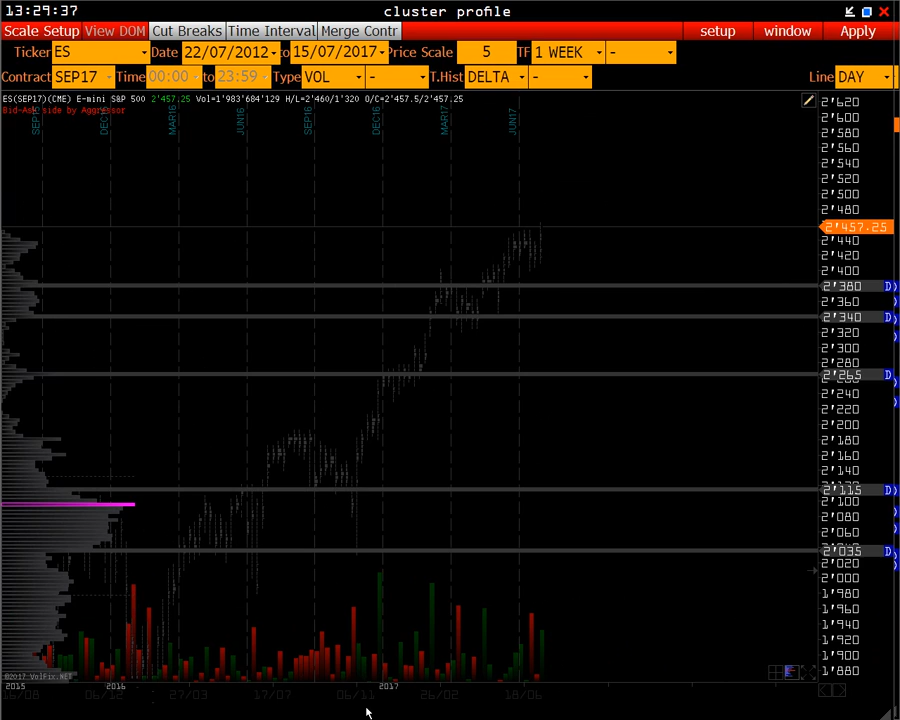 13:29:37 cluster profile
Scale Setup View DOM Cut Breaks Time Interval Merge Contr setup window Apply
Ticker ES Date 22/07/2012 to 15/07/2017 Price Scale 5 TF 1 WEEK -
Contract SEP17 Time 00:00 to 23:59 Type VOL - T.Hist DELTA - Line DAY
ES(SEP17)(CME) E-mini S&P 500 2'457.25 Vol=1'983'684'129 H/L=2'460/1'320 O/C=2'457.5/2'457.25
Bid-Ask side by Aggressor
MAR16 JUN16 SEP16 DEC16 MAR17 JUN17
2'620
2'600
2'580
2'560
2'540
2'520
2'500
2'480
2'457.25
2'440
2'420
2'400
2'380 D
2'360
2'340 D
2'320
2'300
2'280
2'265 D
2'240
2'220
2'200
2'180
2'160
2'140
2'115 D
2'100
2'080
2'060
2'035 D
2'020
2'000
1'980
1'960
1'940
1'920
1'900
1'880
©2017 VolFix.NET
2015 2016 2017
16/08 06/12 27/03 17/07 06/11 26/02 18/06